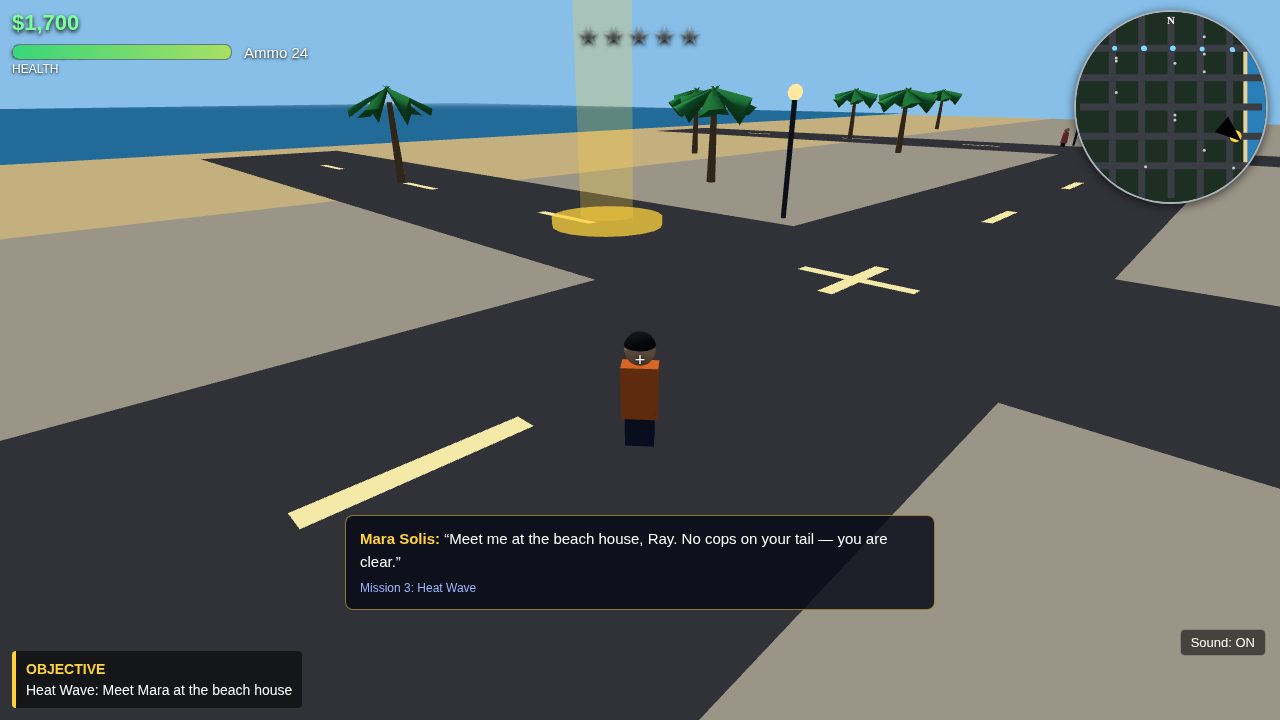 $1,700
Ammo 24
HEALTH
N
Mara Solis: “Meet me at the beach house, Ray. No cops on your tail — you are
clear.”
Mission 3: Heat Wave
Sound: ON
OBJECTIVE
Heat Wave: Meet Mara at the beach house